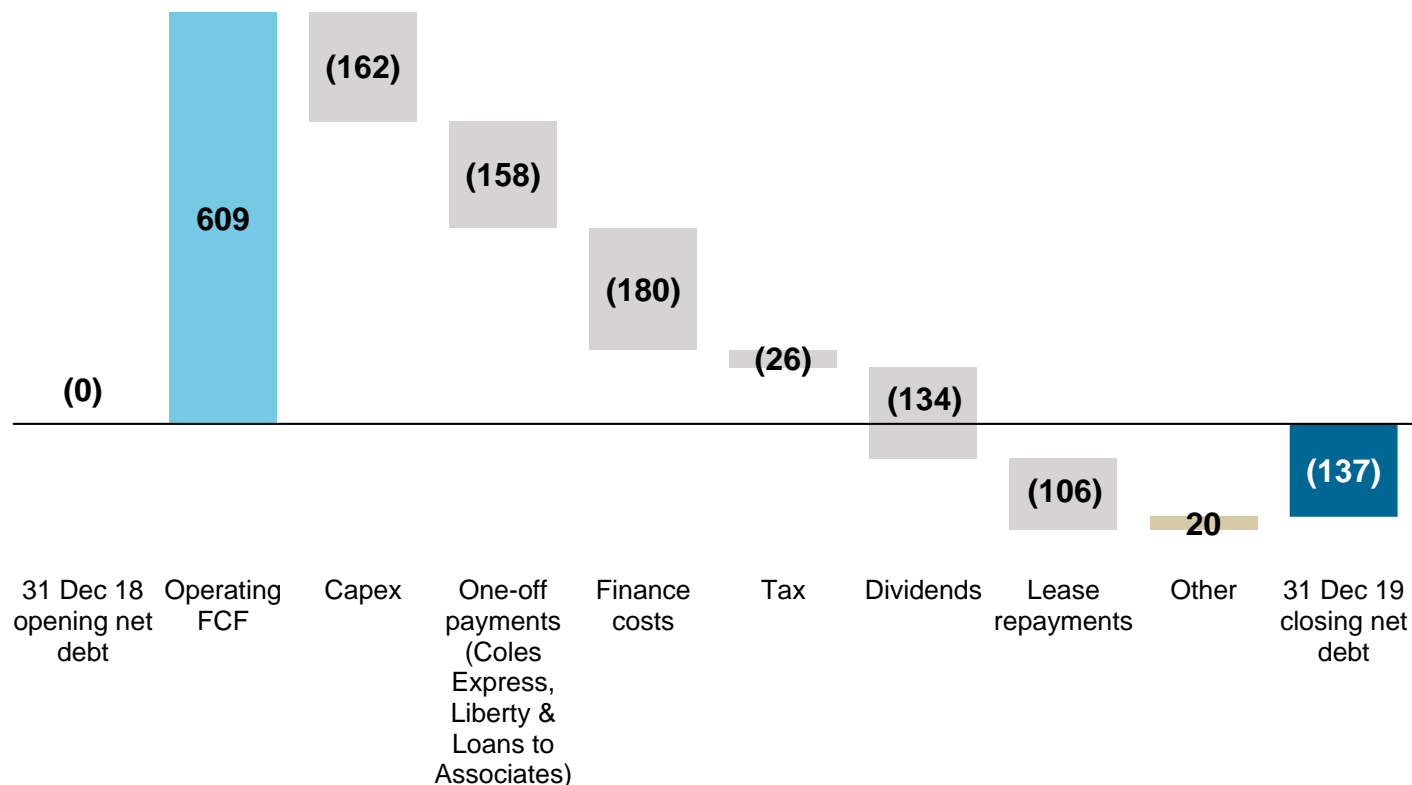 (0)
609
(162)
(158)
(180)
(26)
(134)
(106)
20
(137)
31 Dec 18
opening net
debt
Operating
FCF
Capex
One-off
payments
(Coles
Express,
Liberty &
Loans to
Associates)
Finance
costs
Tax
Dividends
Lease
repayments
Other
31 Dec 19
closing net
debt